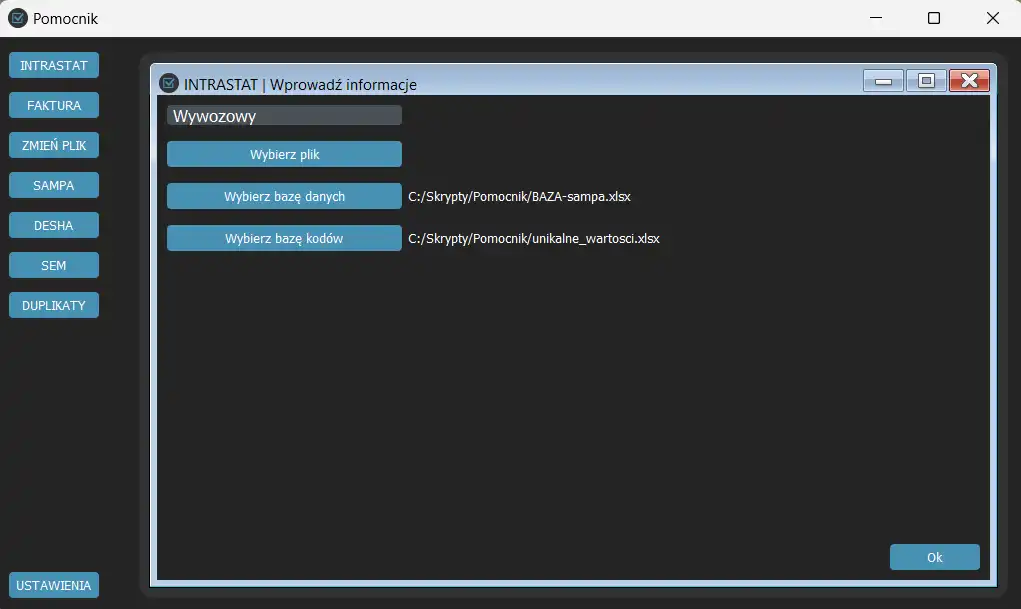 Pomocnik
INTRASTAT
FAKTURA
ZMIEŃ PLIK
SAMPA
DESHA
SEM
DUPLIKATY
USTAWIENIA
INTRASTAT | Wprowadź informacje
Wywozowy
Wybierz plik
Wybierz bazę danych C:/Skrypty/Pomocnik/BAZA-sampa.xlsx
Wybierz bazę kodów C:/Skrypty/Pomocnik/unikalne_wartosci.xlsx
Ok